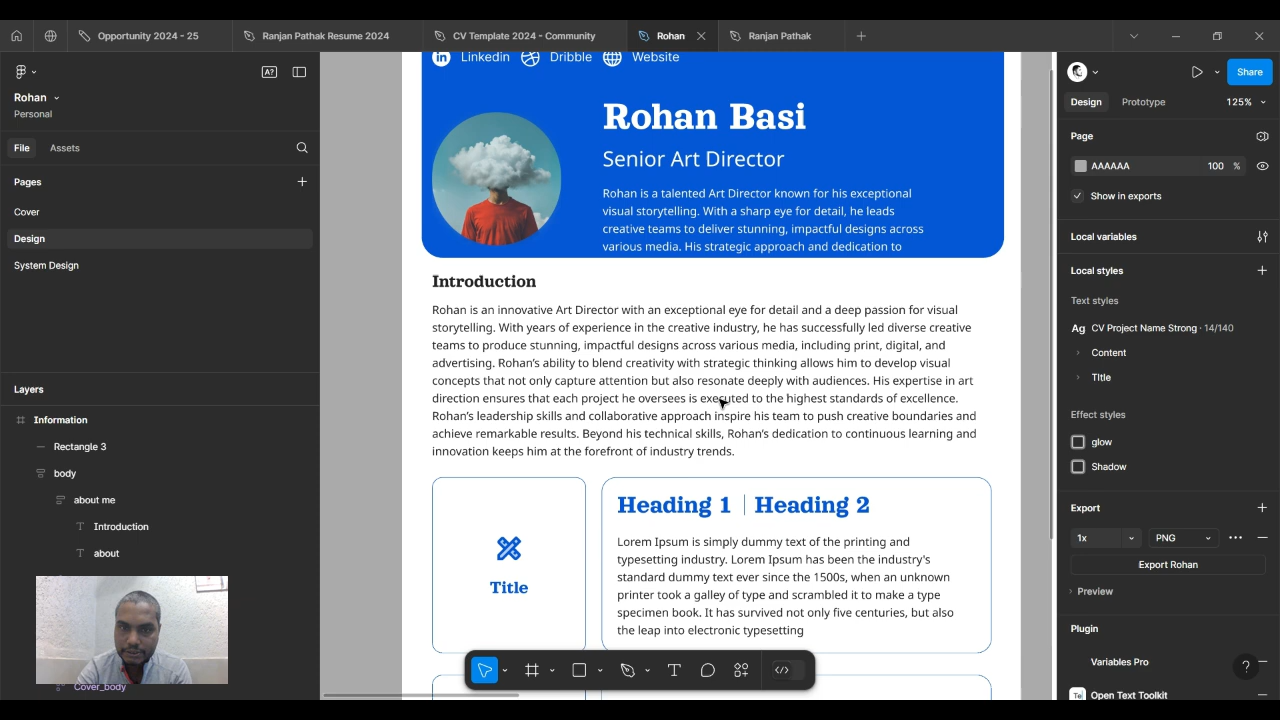 Opportunity 2024 - 25
Ranjan Pathak Resume 2024
CV Template 2024 - Community
Rohan
Ranjan Pathak
A?
Rohan
Personal
File
Assets
Pages
Cover
Design
System Design
Layers
Information
Rectangle 3
body
about me
Introduction
about
Cover_body
in
Linkedin
Dribble
Website
Rohan Basi
Senior Art Director
Rohan is a talented Art Director known for his exceptional
visual storytelling. With a sharp eye for detail, he leads
creative teams to deliver stunning, impactful designs across
various media. His strategic approach and dedication to
Introduction
Rohan is an innovative Art Director with an exceptional eye for detail and a deep passion for visual
storytelling. With years of experience in the creative industry, he has successfully led diverse creative
teams to produce stunning, impactful designs across various media, including print, digital, and
advertising. Rohan's ability to blend creativity with strategic thinking allows him to develop visual
concepts that not only capture attention but also resonate deeply with audiences. His expertise in art
direction ensures that each project he oversees is executed to the highest standards of excellence.
Rohan's leadership skills and collaborative approach inspire his team to push creative boundaries and
achieve remarkable results. Beyond his technical skills, Rohan's dedication to continuous learning and
innovation keeps him at the forefront of industry trends.
Title
Heading 1 | Heading 2
Lorem Ipsum is simply dummy text of the printing and
typesetting industry. Lorem Ipsum has been the industry's
standard dummy text ever since the 1500s, when an unknown
printer took a galley of type and scrambled it to make a type
specimen book. It has survived not only five centuries, but also
the leap into electronic typesetting
Share
Design
Prototype
125%
Page
AAAAAA
100
%
Show in exports
Local variables
Local styles
Text styles
Ag CV Project Name Strong · 14/140
Content
Title
Effect styles
glow
Shadow
Export
1x
PNG
Export Rohan
Preview
Plugin
Variables Pro
?
Te
Open Text Toolkit